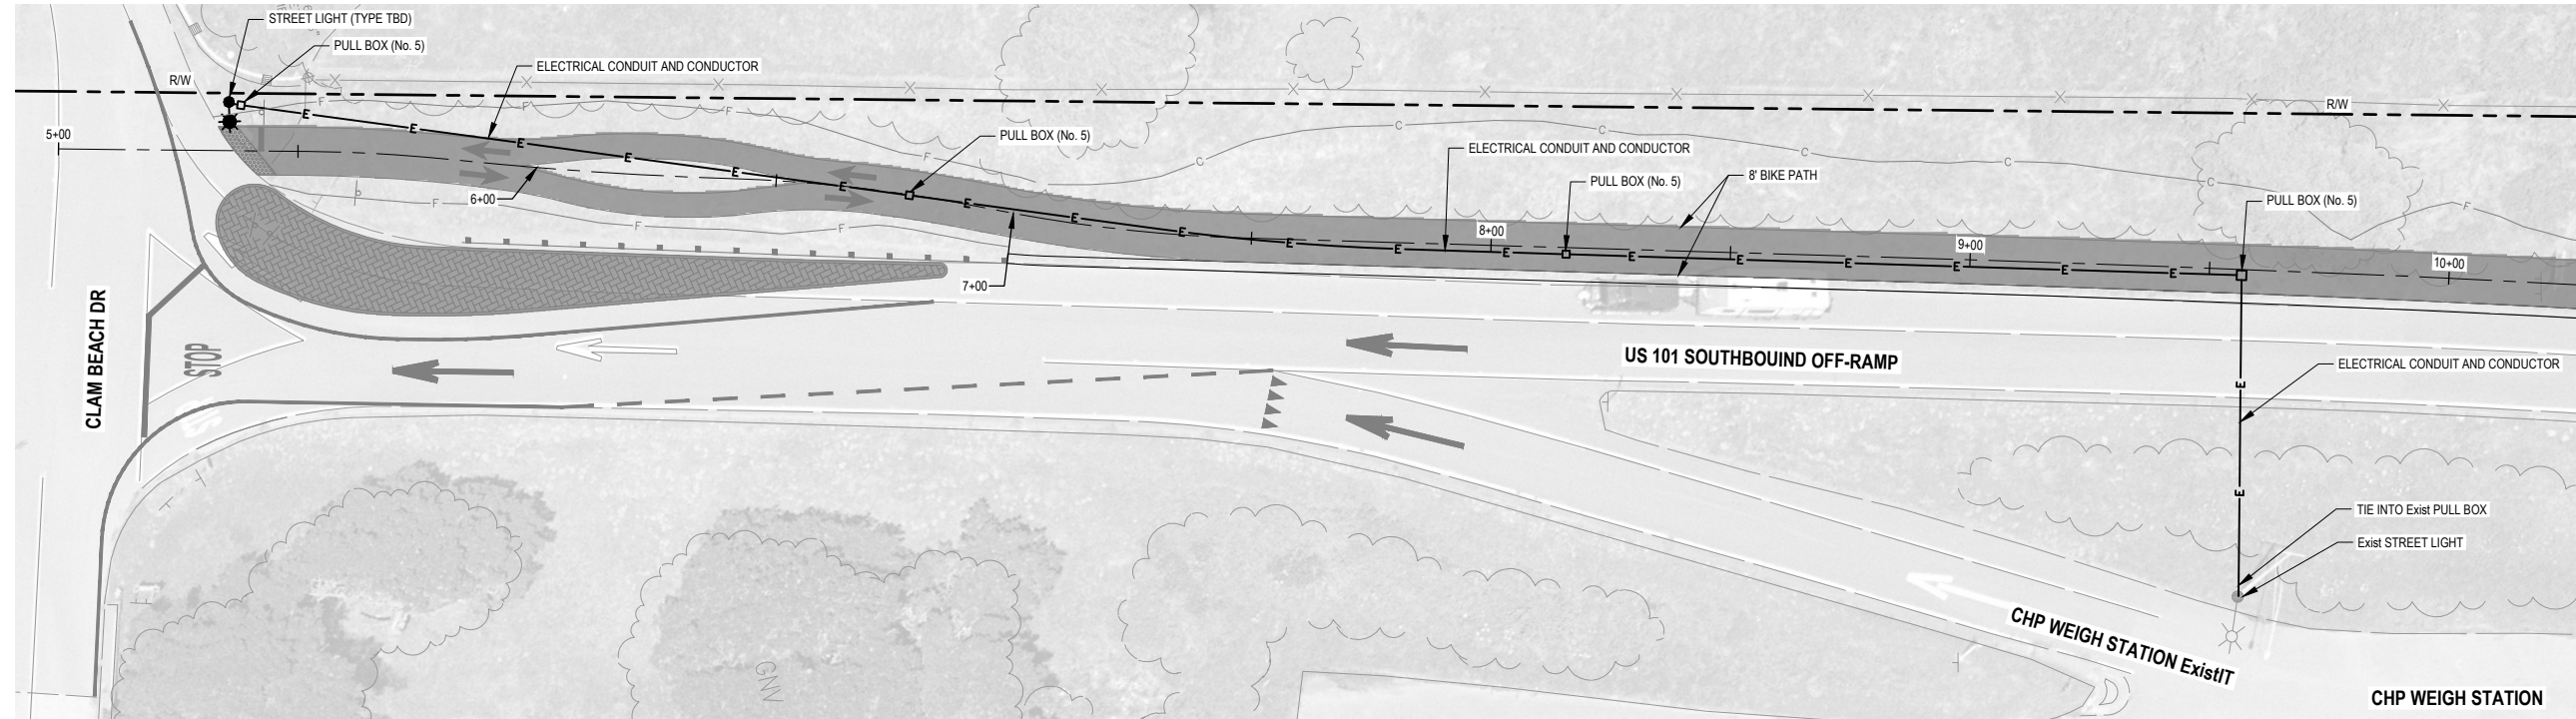 STREET LIGHT (TYPE TBD)
PULL BOX (No. 5)
ELECTRICAL CONDUIT AND CONDUCTOR
R/W
R/W
5+00
PULL BOX (No. 5)
ELECTRICAL CONDUIT AND CONDUCTOR
PULL BOX (No. 5)
8' BIKE PATH
PULL BOX (No. 5)
6+00
7+00
8+00
9+00
10+00
CLAM BEACH DR
STOP
US 101 SOUTHBOUIND OFF-RAMP
ELECTRICAL CONDUIT AND CONDUCTOR
TIE INTO Exist PULL BOX
Exist STREET LIGHT
CHP WEIGH STATION ExistIT
CHP WEIGH STATION
GNV